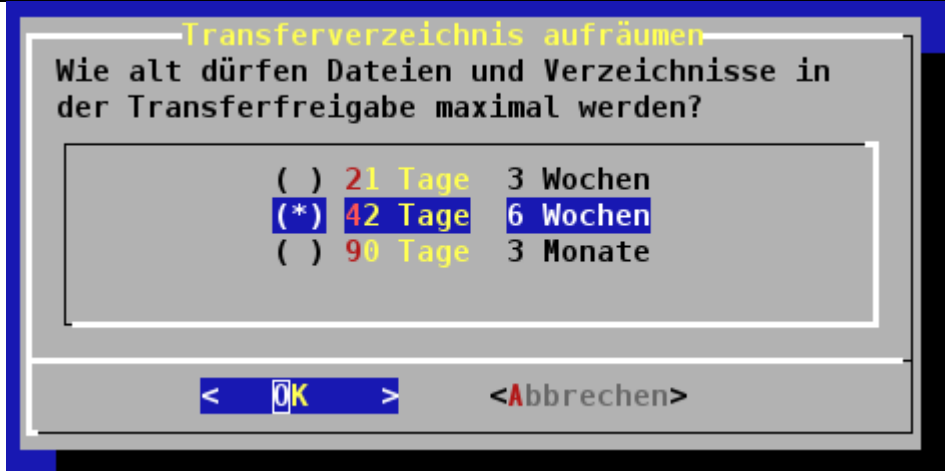 Transferverzeichnis aufräumen
Wie alt dürfen Dateien und Verzeichnisse in
der Transferfreigabe maximal werden?
( ) 21 Tage 3 Wochen
(*) 42 Tage 6 Wochen
( ) 90 Tage 3 Monate
< OK > <Abbrechen>